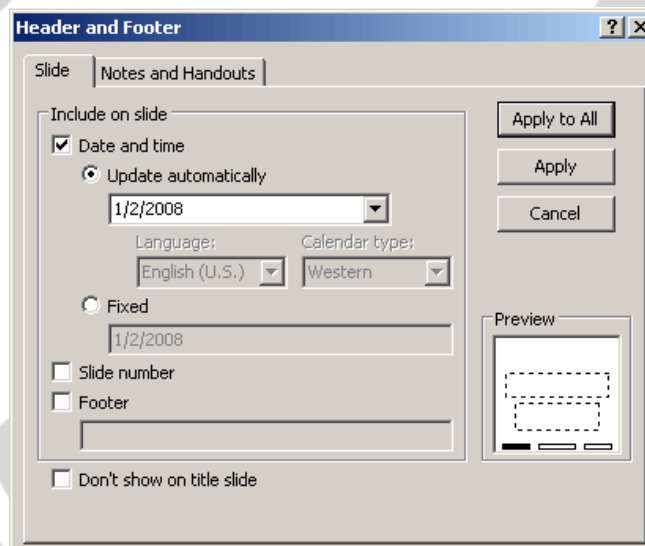 Header and Footer
Slide
Notes and Handouts
Include on slide
Date and time
Update automatically
1/2/2008
Language:
Calendar type:
English (U.S.)
Western
Fixed
1/2/2008
Slide number
Footer
Don't show on title slide
Apply to All
Apply
Cancel
Preview